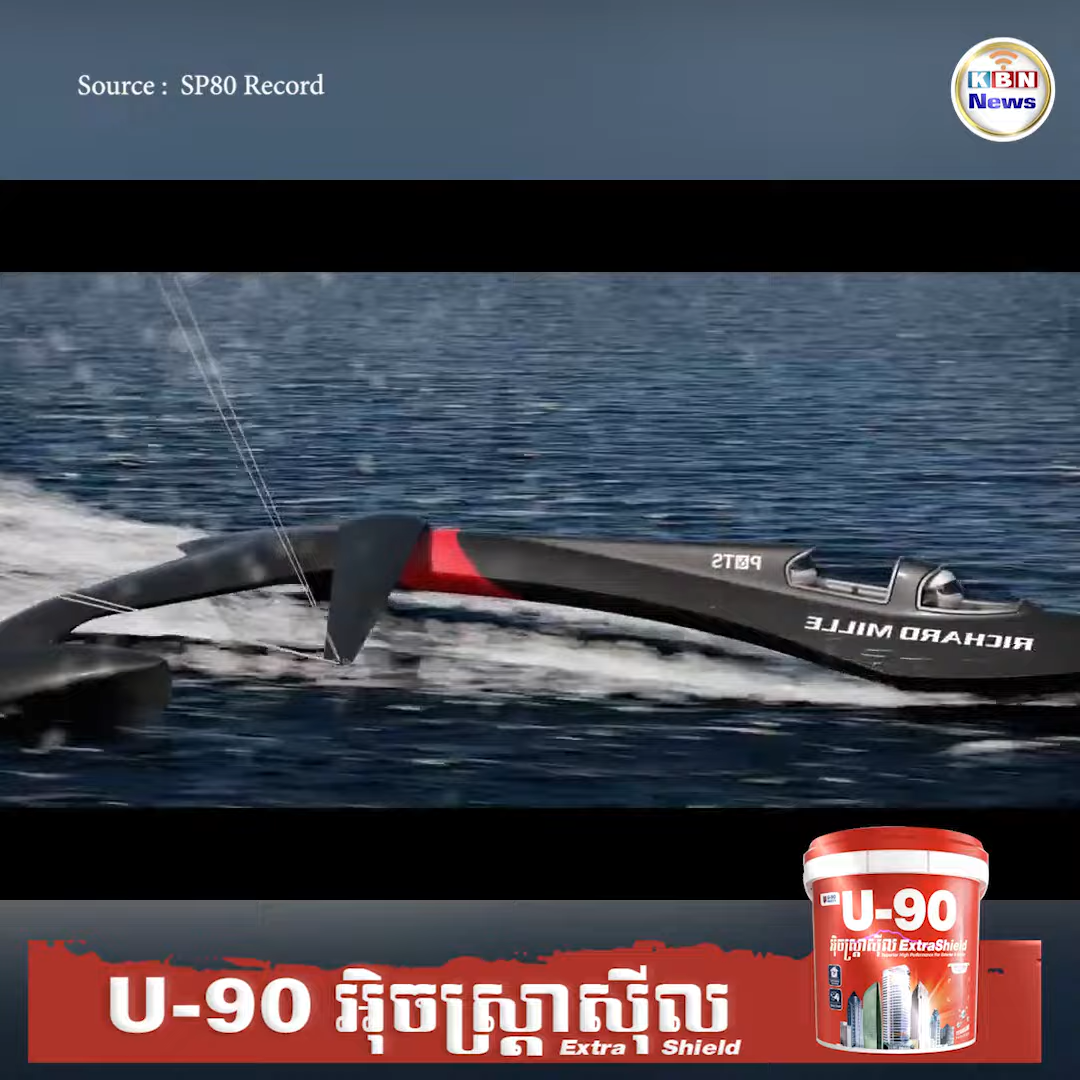 Source : SP80 Record
KBN
News
PTS
RICHARD MILLE
U-90
អ៊ិចស្ត្រាស៊ីល ExtraShield
U-90 អ៊ិចស្ត្រាស៊ីល
Extra Shield